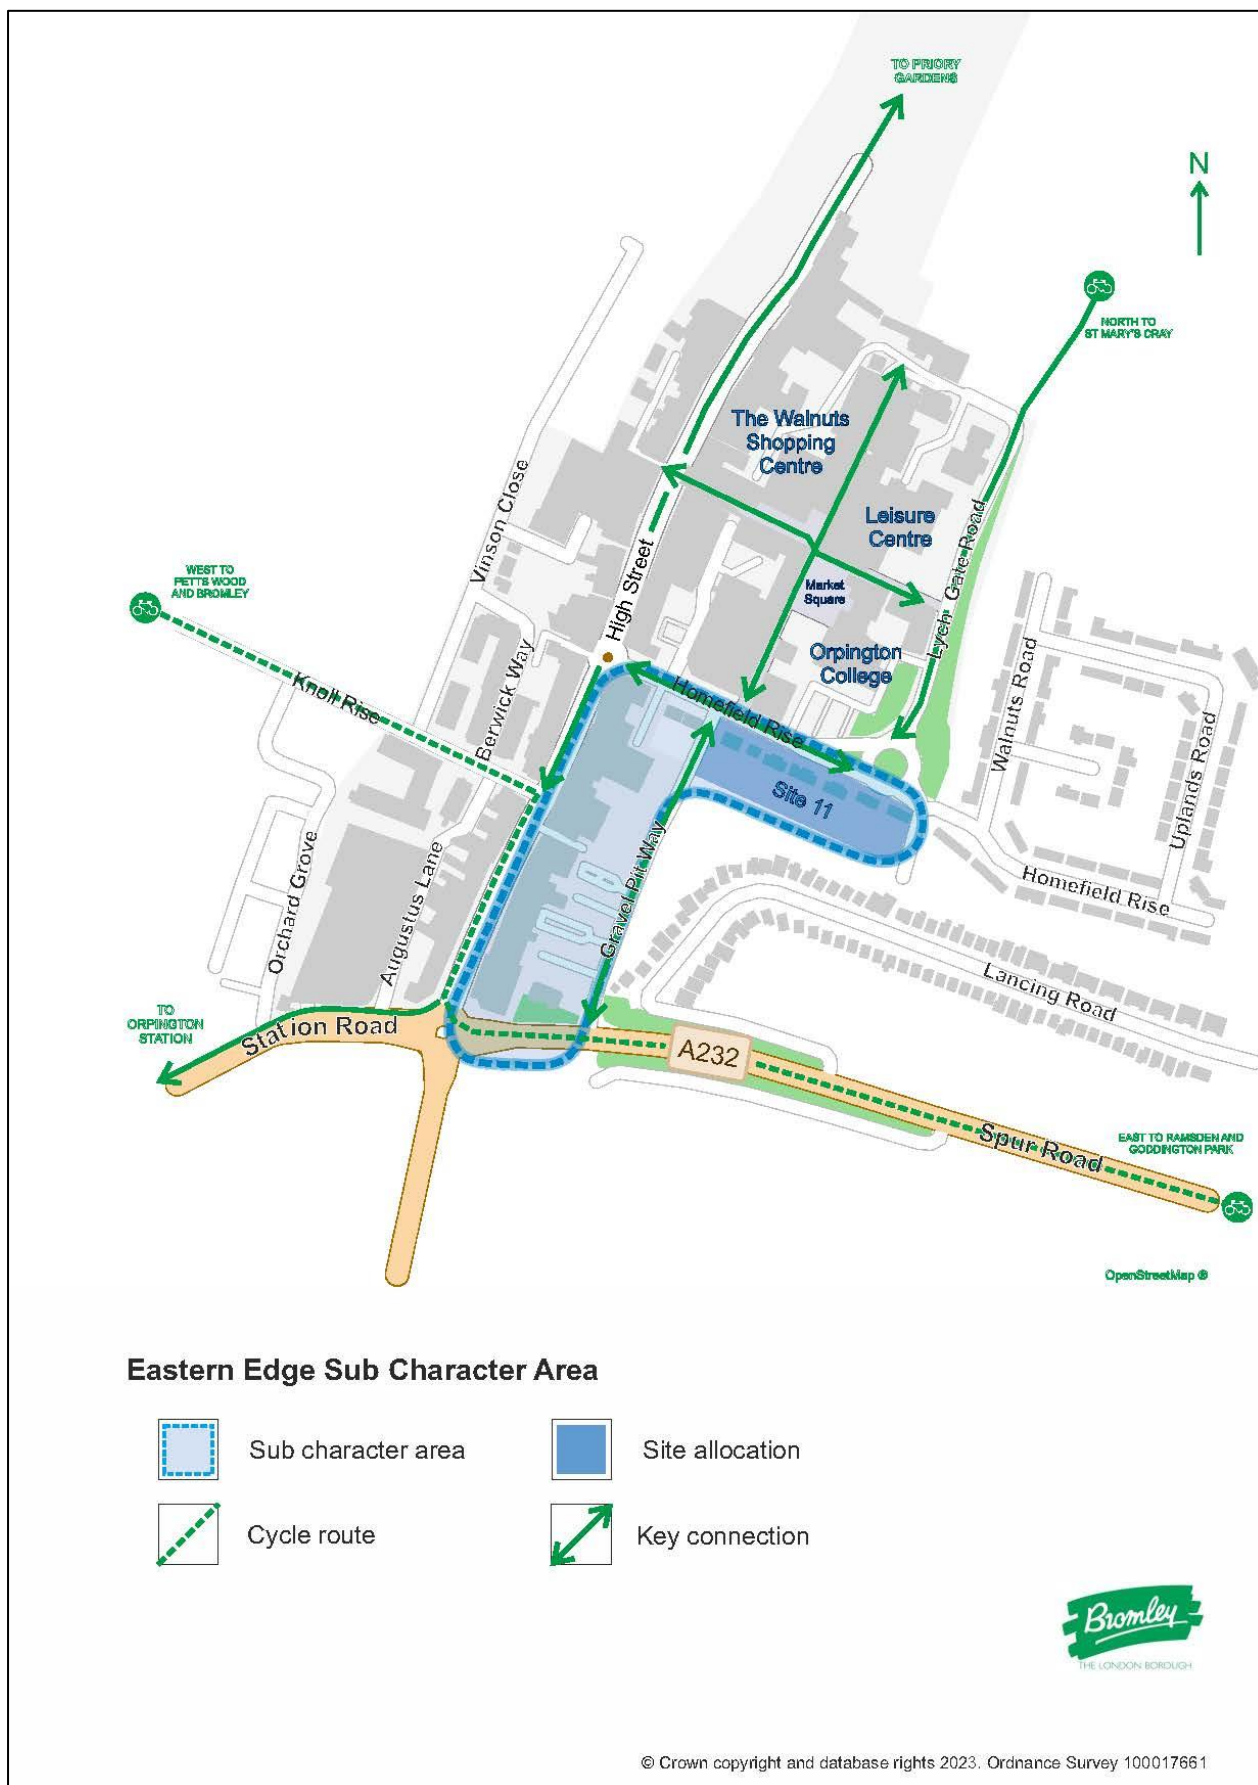 TO PRIORY
GARDENS
N
NORTH TO
ST MARY'S CRAY
The Walnuts
Shopping
Centre
Leisure
Centre
Vinson Close
High Street
Lych Gate Road
WEST TO
PETTS WOOD
AND BROMLEY
Market
Square
Orpington
College
Knoll Rise
Berwick Way
Homefield Rise
Walnuts Road
Uplands Road
Site 11
Orchard Grove
Augustus Lane
Gravel Pit Way
Homefield Rise
Lancing Road
TO
ORPINGTON
STATION
Station Road
A232
Spur Road
EAST TO RAMSDEN AND
GODDINGTON PARK
OpenStreetMap ©
Eastern Edge Sub Character Area
Sub character area
Site allocation
Cycle route
Key connection
Bromley
THE LONDON BOROUGH
© Crown copyright and database rights 2023. Ordnance Survey 100017661